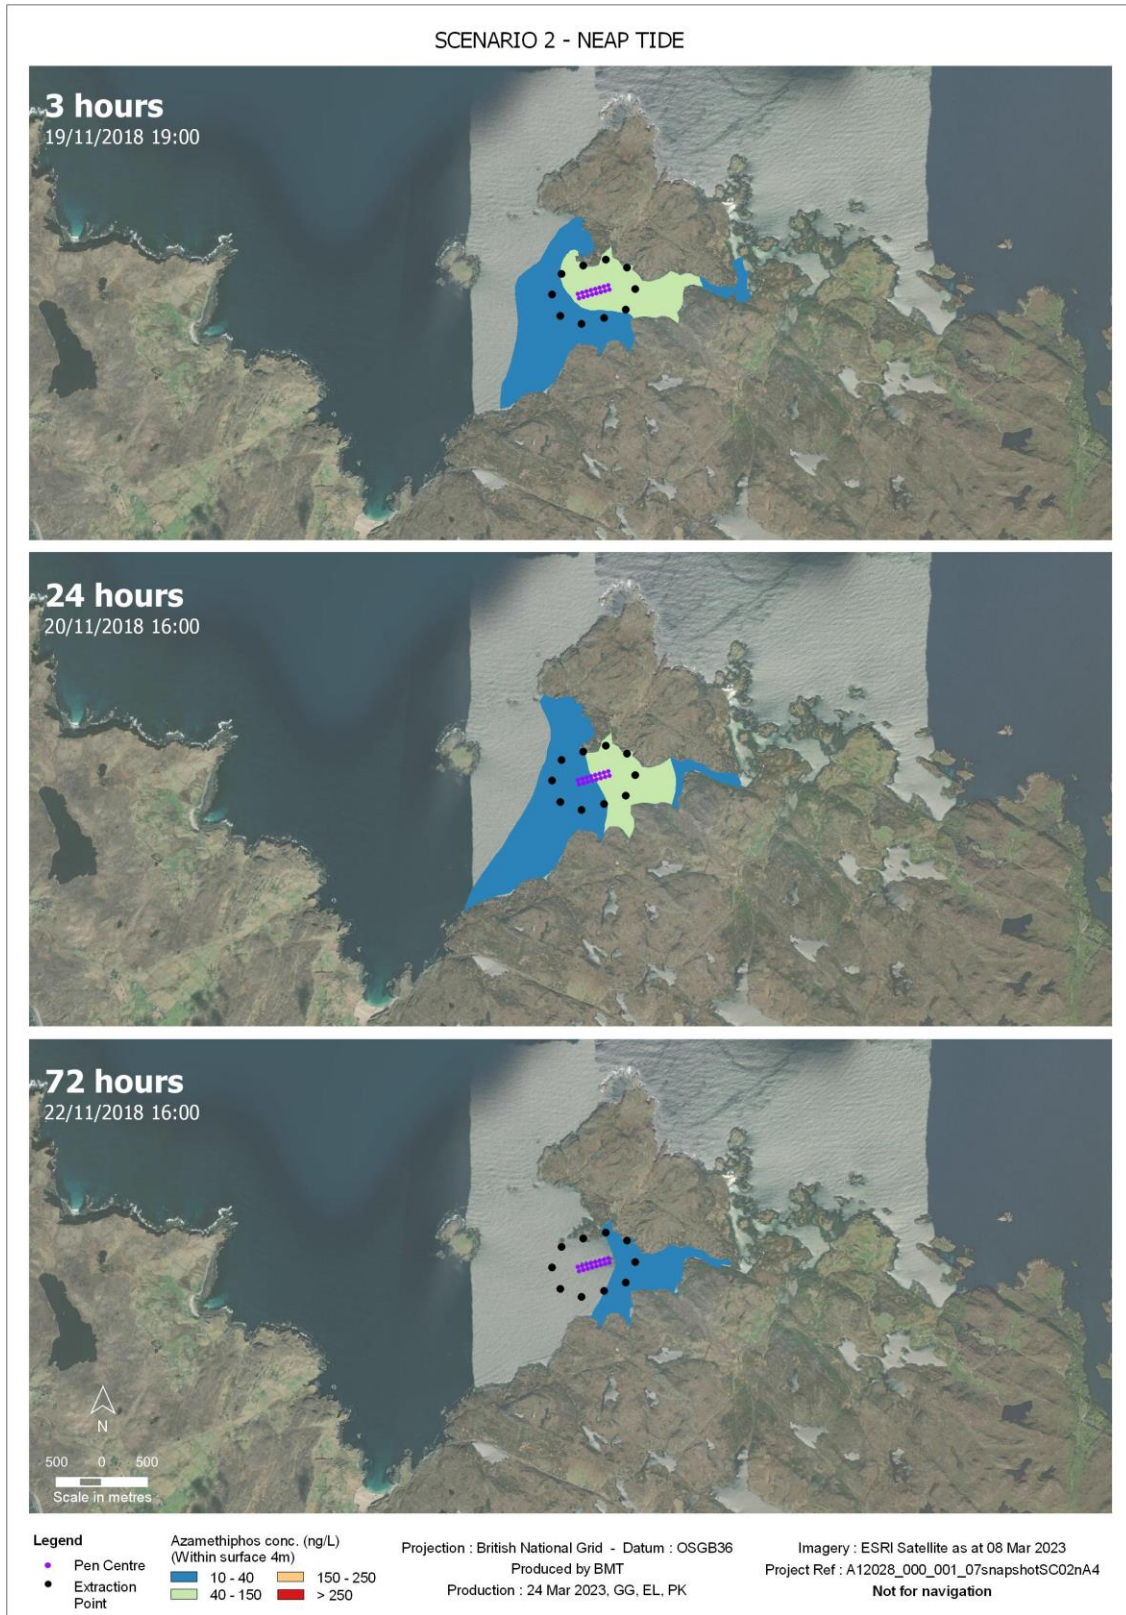 SCENARIO 2 - NEAP TIDE
3 hours
19/11/2018 19:00
24 hours
20/11/2018 16:00
72 hours
22/11/2018 16:00
N
500 0 500
Scale in metres
Legend
Pen Centre
Extraction
Point
Azamethiphos conc. (ng/L)
(Within surface 4m)
10 - 40
150 - 250
40 - 150
> 250
Projection : British National Grid - Datum : OSGB36
Produced by BMT
Production : 24 Mar 2023, GG, EL, PK
Imagery : ESRI Satellite as at 08 Mar 2023
Project Ref : A12028_000_001_07snapshotSC02nA4
Not for navigation